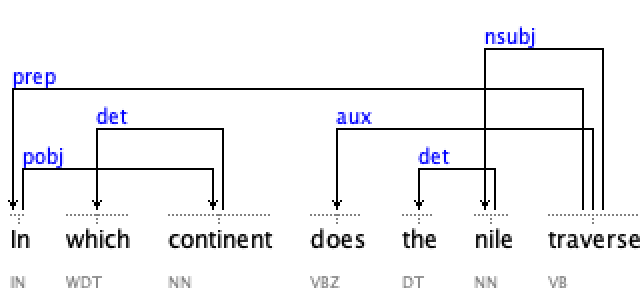 nsubj
prep
det aux
pobj det
In which continent does the nile traverse
IN WDT NN VBZ DT NN VB